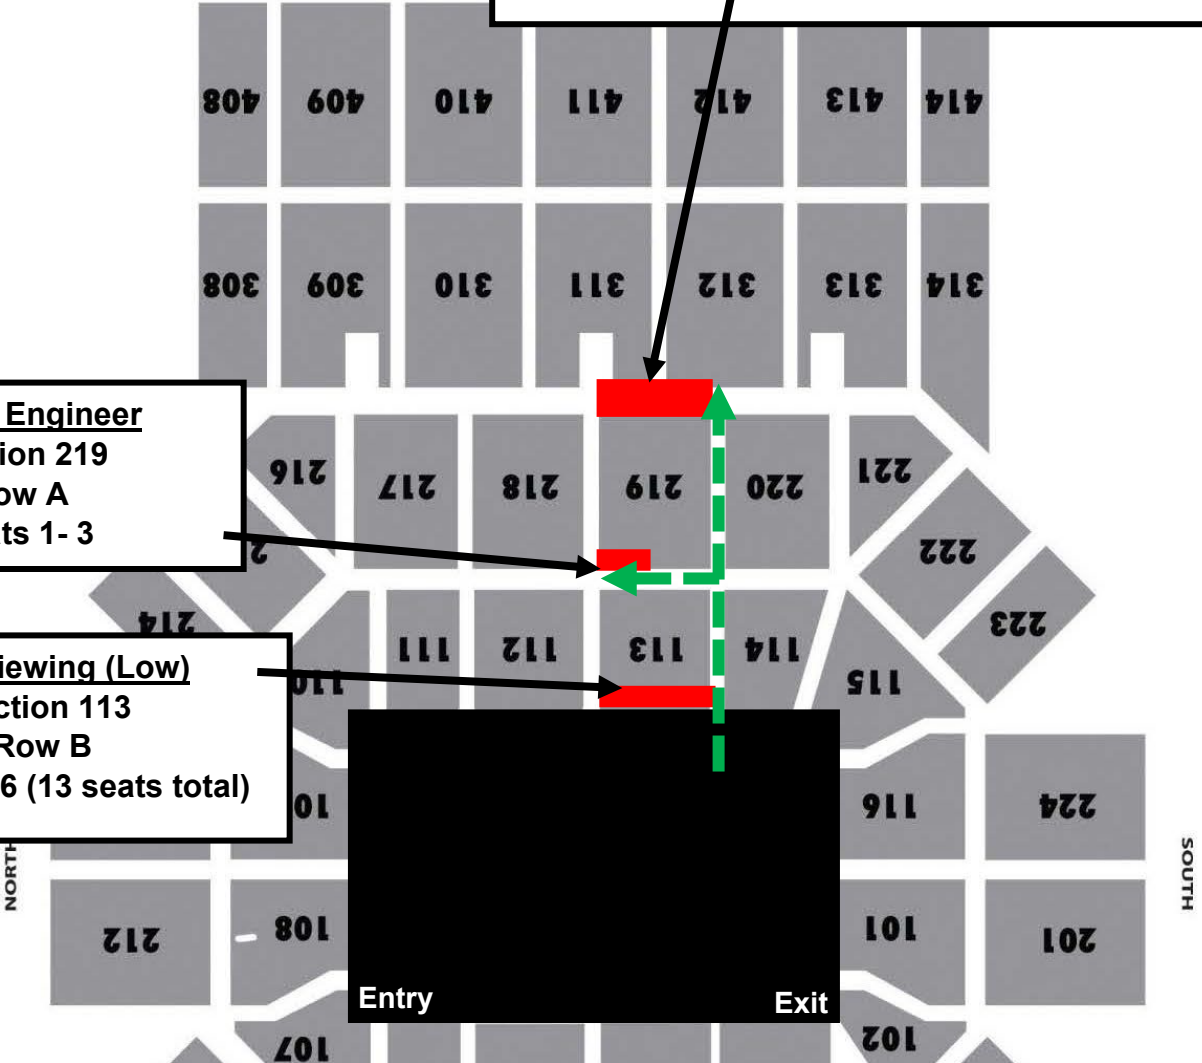 408 409 410 411 412 413 414
308 309 310 311 312 313 314
Engineer
ion 219
ow A
ts 1- 3
216 217 218 219 220 221
2 222
214 223
111 112 113 114
110 115
iewing (Low)
ction 113
Row B
6 (13 seats total)
10 116 224
NORTH
SOUTH
212 108 101 201
Entry Exit
107 102